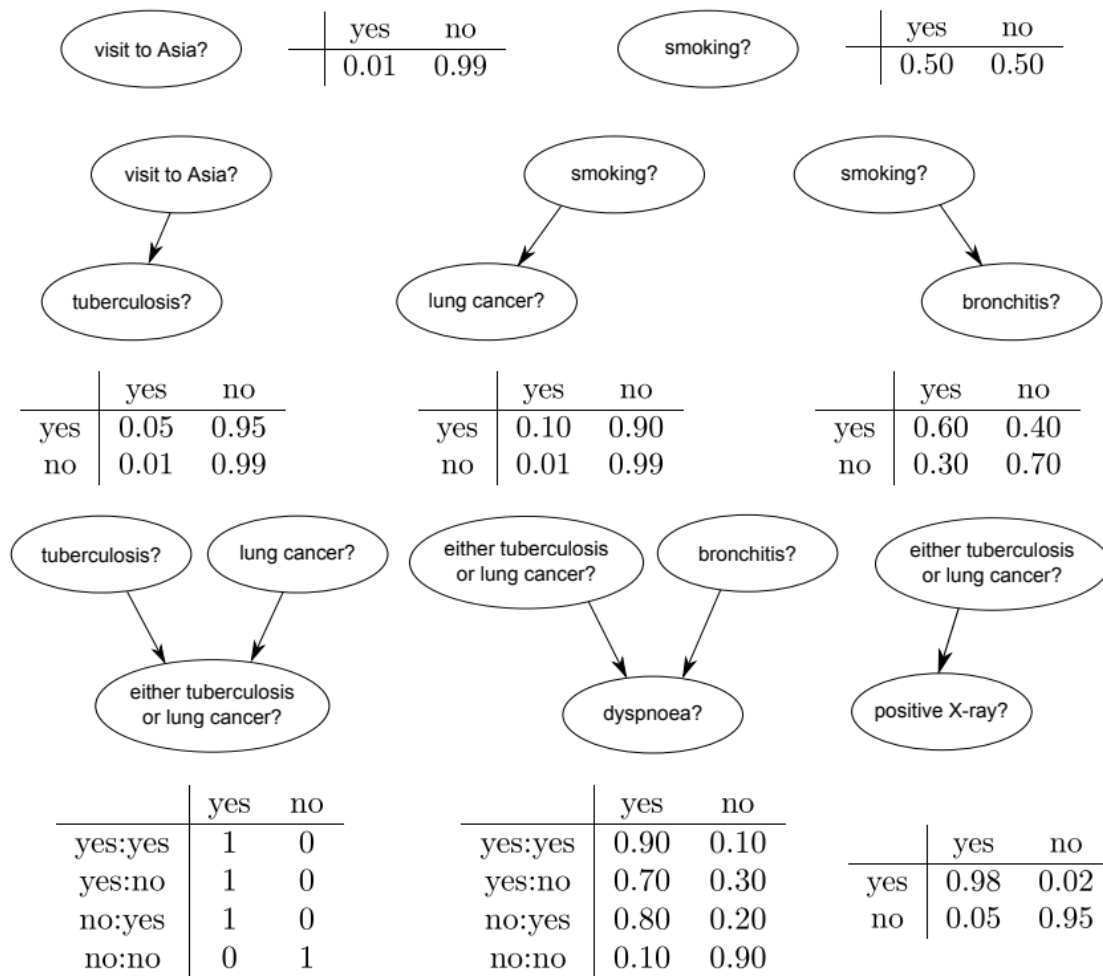 visit to Asia?
yes no
0.01 0.99
smoking?
yes no
0.50 0.50
visit to Asia?
smoking?
smoking?
tuberculosis?
lung cancer?
bronchitis?
yes no
yes 0.05 0.95
no 0.01 0.99
yes no
yes 0.10 0.90
no 0.01 0.99
yes no
yes 0.60 0.40
no 0.30 0.70
tuberculosis?
lung cancer?
either tuberculosis
or lung cancer?
bronchitis?
either tuberculosis
or lung cancer?
either tuberculosis
or lung cancer?
dyspnoea?
positive X-ray?
yes no
yes:yes 1 0
yes:no 1 0
no:yes 1 0
no:no 0 1
yes no
yes:yes 0.90 0.10
yes:no 0.70 0.30
no:yes 0.80 0.20
no:no 0.10 0.90
yes no
yes 0.98 0.02
no 0.05 0.95